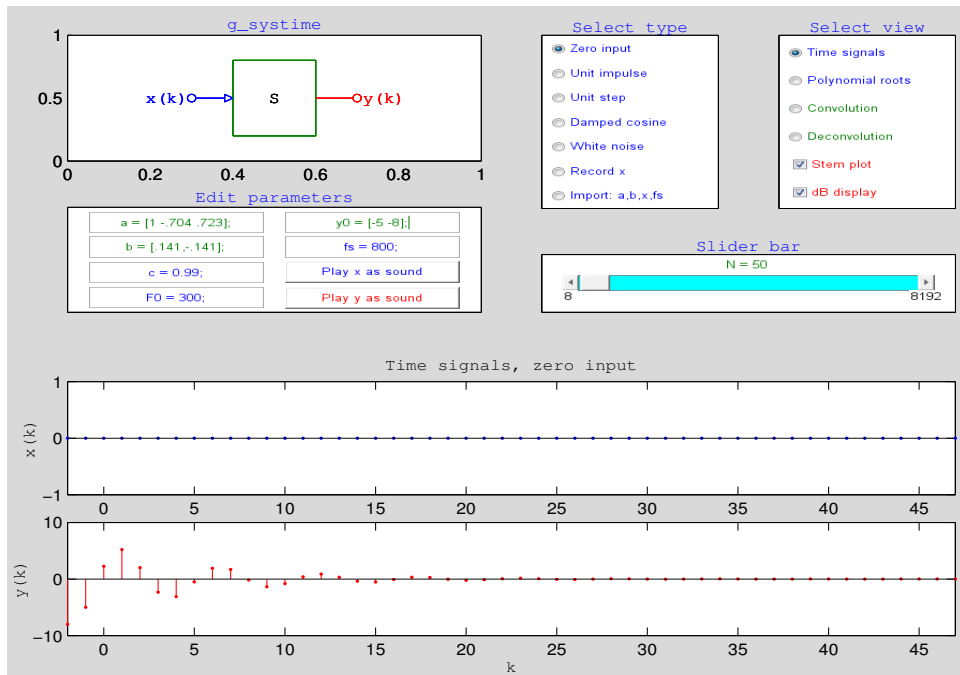 g_systime
1
0.5
0
x(k)
S
y(k)
0 0.2 0.4 0.6 0.8 1
Select type
Zero input
Unit impulse
Unit step
Damped cosine
White noise
Record x
Import: a,b,x,fs
Select view
Time signals
Polynomial roots
Convolution
Deconvolution
Stem plot
dB display
Edit parameters
a = [1 -.704 .723];
y0 = [-5 -8];
b = [.141,-.141];
fs = 800;
c = 0.99;
Play x as sound
F0 = 300;
Play y as sound
Slider bar
N = 50
8
8192
Time signals, zero input
x(k)
1
0
−1
0 5 10 15 20 25 30 35 40 45
y(k)
10
0
−10
0 5 10 15 20 25 30 35 40 45
k